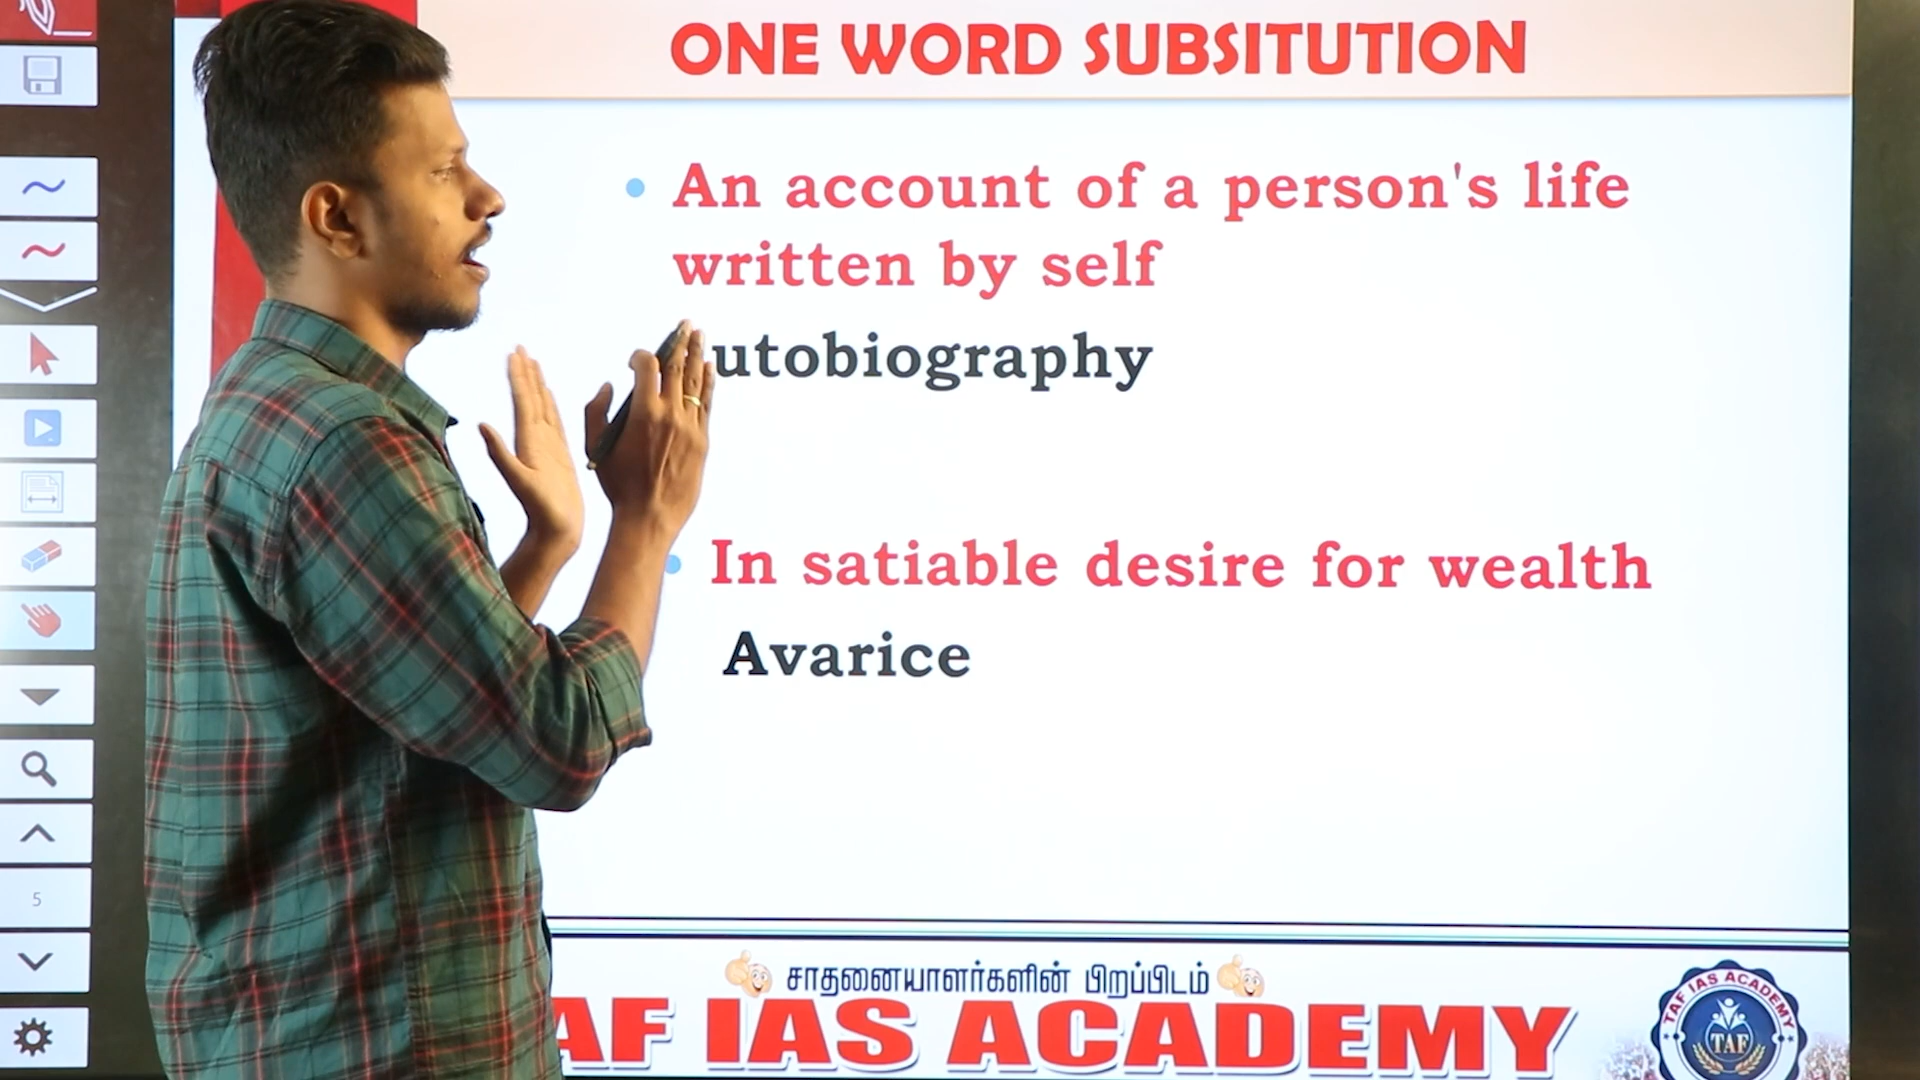 ONE WORD SUBSITUTION
An account of a person's life
written by self
utobiography
In satiable desire for wealth
Avarice
5
சாதனையாளர்களின் பிறப்பிடம்
AF IAS ACADEMY
TAF IAS ACADEMY
TAF